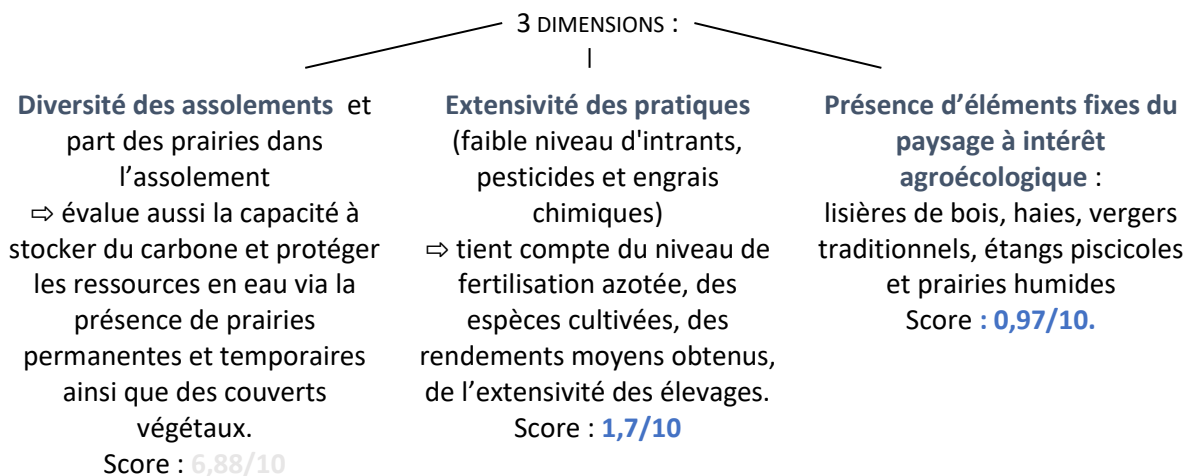 3 DIMENSIONS :
Diversité des assolements et
part des prairies dans
l’assolement
⇨ évalue aussi la capacité à
stocker du carbone et protéger
les ressources en eau via la
présence de prairies
permanentes et temporaires
ainsi que des couverts
végétaux.
Score : 6,88/10
Extensivité des pratiques
(faible niveau d'intrants,
pesticides et engrais
chimiques)
⇨ tient compte du niveau de
fertilisation azotée, des
espèces cultivées, des
rendements moyens obtenus,
de l’extensivité des élevages.
Score : 1,7/10
Présence d’éléments fixes du
paysage à intérêt
agroécologique :
lisières de bois, haies, vergers
traditionnels, étangs piscicoles
et prairies humides
Score : 0,97/10.